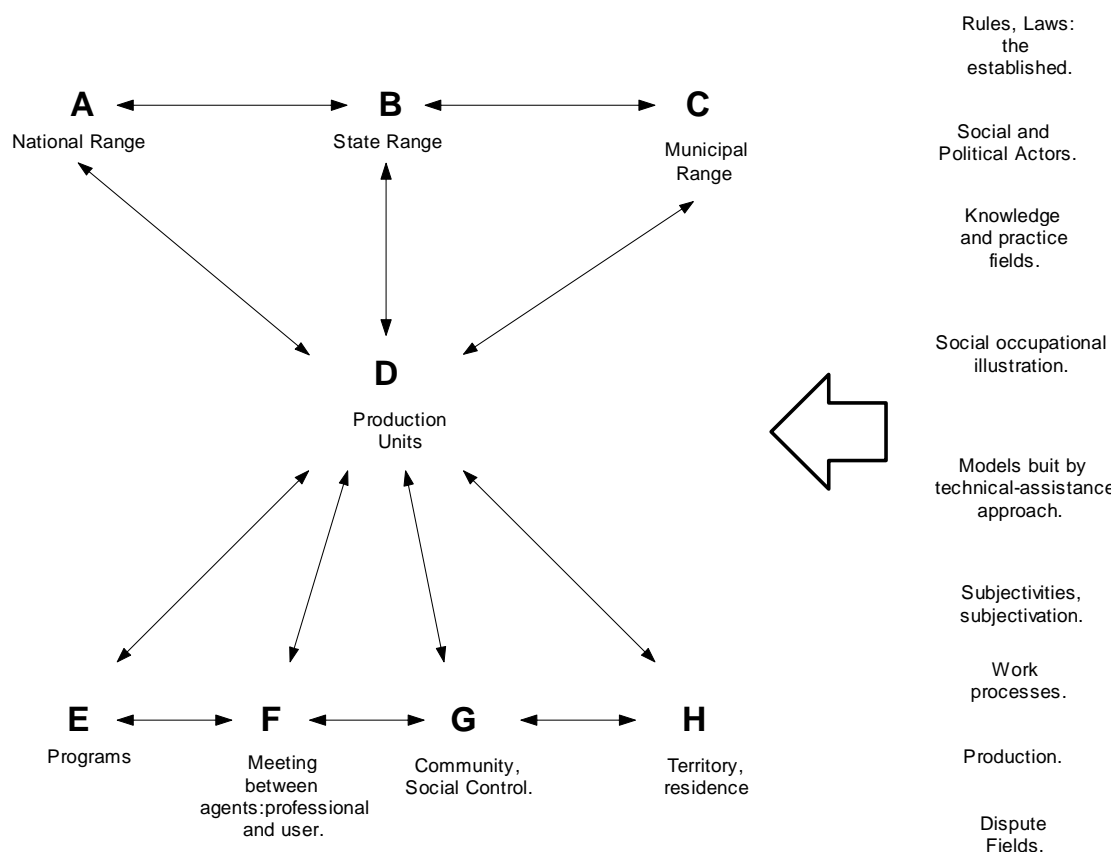 A
National Range
B
State Range
C
Municipal
Range
D
Production
Units
E
Programs
F
Meeting
between
agents:professional
and user.
G
Community,
Social Control.
H
Territory,
residence
Rules, Laws:
the
established.
Social and
Political Actors.
Knowledge
and practice
fields.
Social occupational
illustration.
Models buit by
technical-assistance
approach.
Subjectivities,
subjectivation.
Work
processes.
Production.
Dispute
Fields.